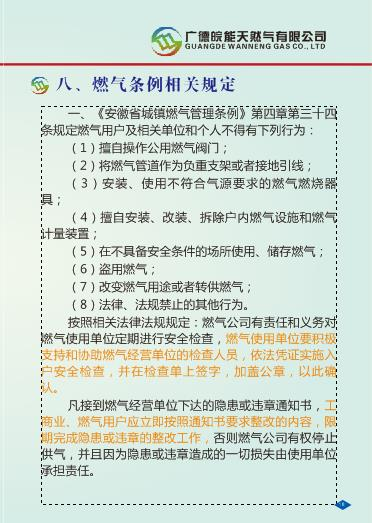 广德皖能天然气有限公司
GUANGDE WANNENG GAS CO., LTD
八、燃气条例相关规定
一、《安徽省城镇燃气管理条例》第四章第三十四
条规定燃气用户及相关单位和个人不得有下列行为：
（1）擅自操作公用燃气阀门；
（2）将燃气管道作为负重支架或者接地引线；
（3）安装、使用不符合气源要求的燃气燃烧器
具；
（4）擅自安装、改装、拆除户内燃气设施和燃气
计量装置；
（5）在不具备安全条件的场所使用、储存燃气；
（6）盗用燃气；
（7）改变燃气用途或者转供燃气；
（8）法律、法规禁止的其他行为。
按照相关法律法规规定：燃气公司有责任和义务对
燃气使用单位定期进行安全检查，燃气使用单位要积极
支持和协助燃气经营单位的检查人员，依法凭证实施入
户安全检查，并在检查单上签字，加盖公章，以此确
认。
凡接到燃气经营单位下达的隐患或违章通知书，工
商业、燃气用户应立即按照通知书要求整改的内容，限
期完成隐患或违章的整改工作，否则燃气公司有权停止
供气，并且因为隐患或违章造成的一切损失由使用单位
承担责任。